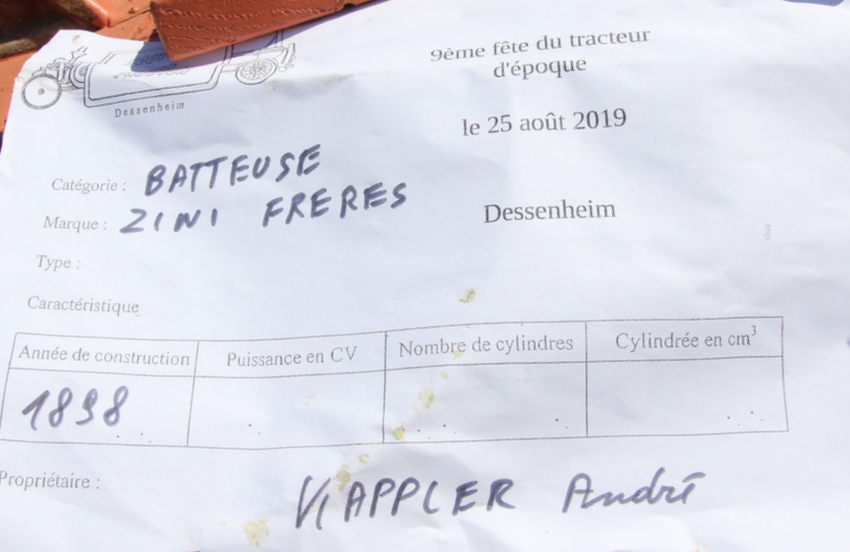 9ème fête du tracteur
d'époque
Dessenheim
le 25 août 2019
Catégorie : BATTEUSE
Marque : ZINI FRERES
Dessenheim
Type :
Caractéristique
Année de construction Puissance en CV Nombre de cylindres Cylindrée en cm³
1898
Propriétaire : André